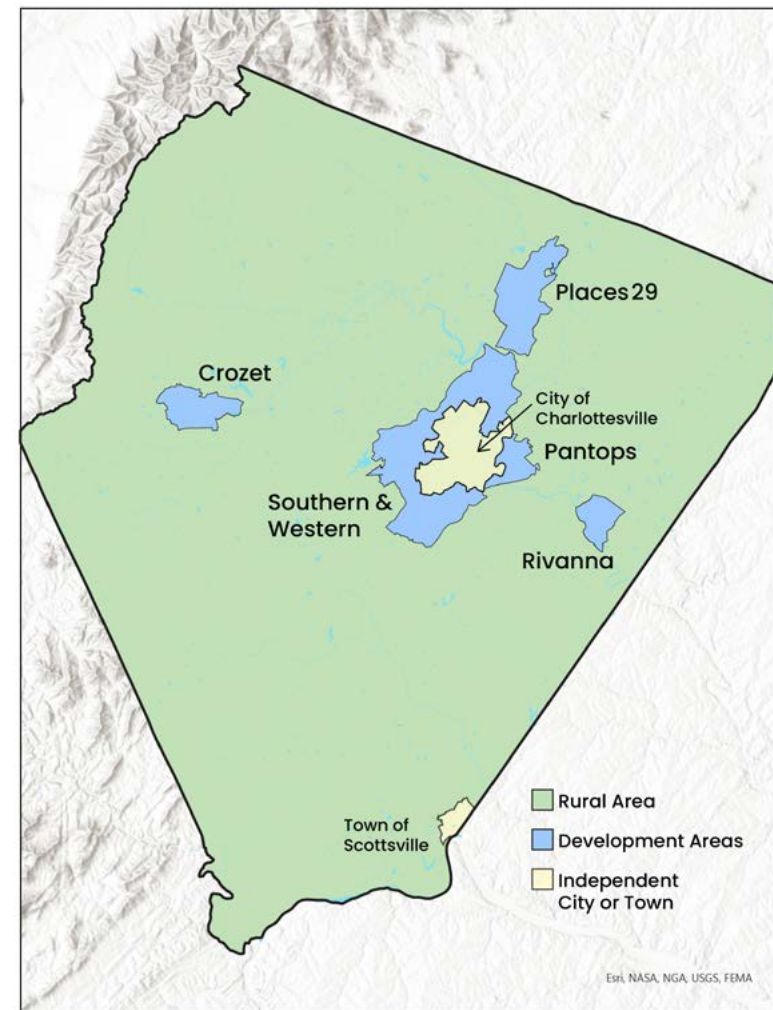 Places29
Crozet
City of
Charlottesville
Pantops
Southern &
Western
Rivanna
Town of
Scottsville
Rural Area
Development Areas
Independent
City or Town
Esri, NASA, NGA, USGS, FEMA